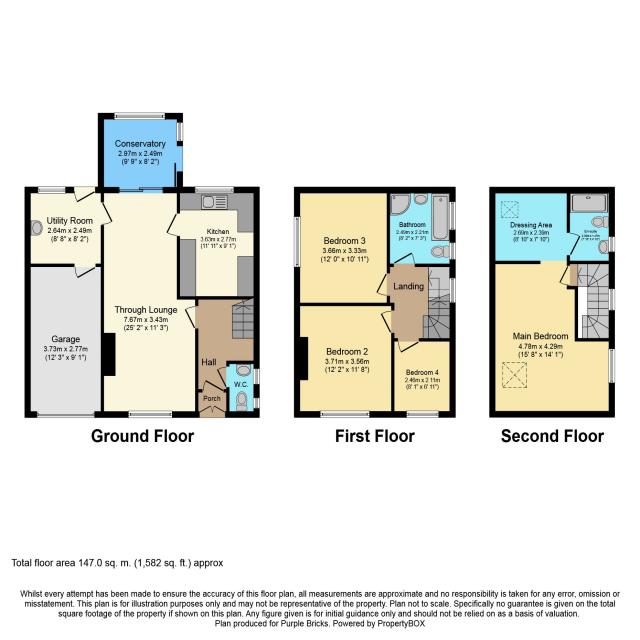 Conservatory
2.97m x 2.49m
(9' 9" x 8' 2")
Utility Room
2.64m x 2.49m
(8' 8" x 8' 2")
Kitchen
3.63m x 2.77m
(11' 11" x 9' 1")
Through Lounge
7.67m x 3.43m
(25' 2" x 11' 3")
Garage
3.73m x 2.77m
(12' 3" x 9' 1")
Hall
W.C.
Porch
Ground Floor
Bedroom 3
3.66m x 3.33m
(12' 0" x 10' 11")
Bathroom
2.49m x 2.21m
(8' 2" x 7' 3")
Landing
Bedroom 2
3.71m x 3.56m
(12' 2" x 11' 8")
Bedroom 4
2.46m x 2.11m
(8' 1" x 6' 11")
First Floor
Dressing Area
2.69m x 2.39m
(8' 10" x 7' 10")
En-suite
Main Bedroom
4.78m x 4.29m
(15' 8" x 14' 1")
Second Floor
Total floor area 147.0 sq. m. (1,582 sq. ft.) approx
Whilst every attempt has been made to ensure the accuracy of this floor plan, all measurements are approximate and no responsibility is taken for any error, omission or
misstatement. This plan is for illustration purposes only and may not be representative of the property. Plan not to scale. Specifically no guarantee is given on the total
square footage of the property if shown on this plan. Any figure given is for initial guidance only and should not be relied on as a basis of valuation.
Plan produced for Purple Bricks. Powered by PropertyBOX